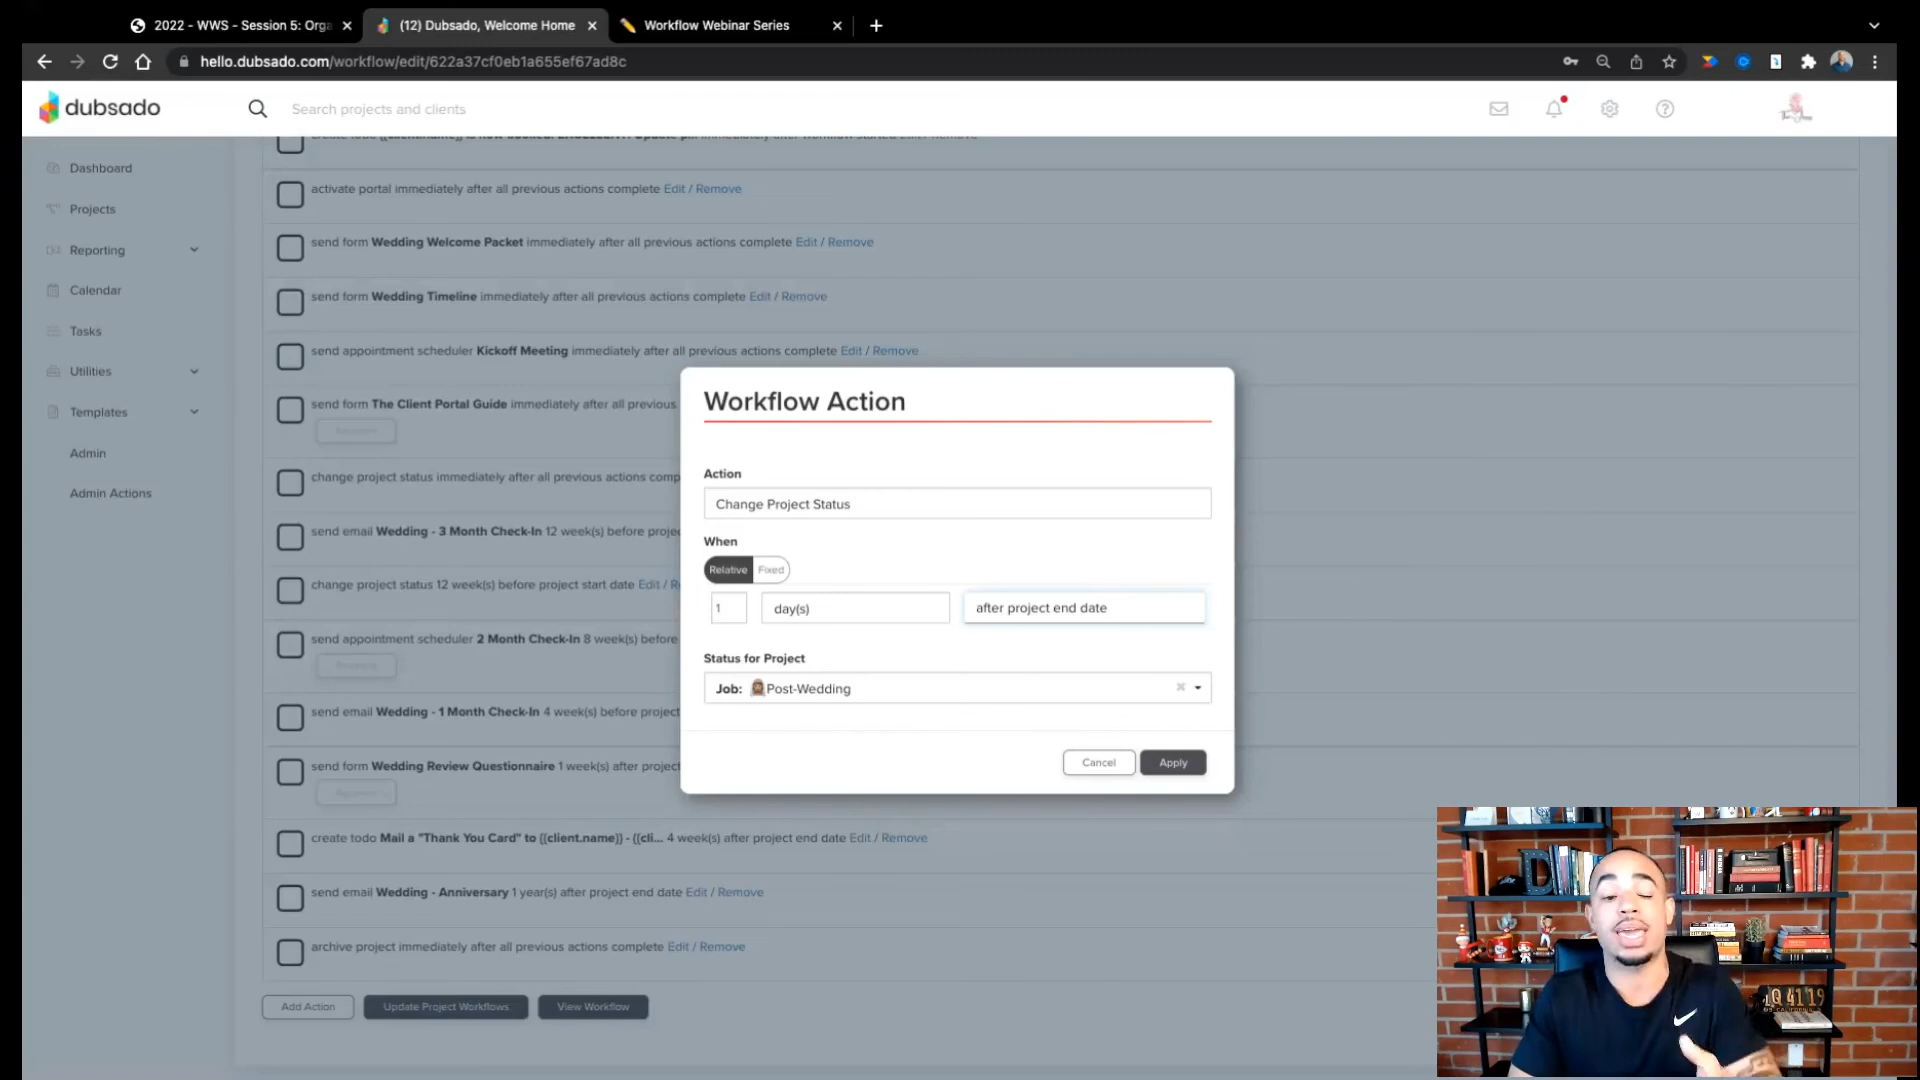 2022 - WWS - Session 5: Orga
(12) Dubsado, Welcome Home
Workflow Webinar Series
hello.dubsado.com/workflow/edit/622a37cf0eb1a655ef67ad8c
dubsado
Search projects and clients
Dashboard
Projects
Reporting
Calendar
Tasks
Utilities
Templates
Admin
Admin Actions
activate portal immediately after all previous actions complete Edit / Remove
send form Wedding Welcome Packet immediately after all previous actions complete Edit / Remove
send form Wedding Timeline immediately after all previous actions complete Edit / Remove
send appointment scheduler Kickoff Meeting immediately after all previous actions complete Edit / Remove
send form The Client Portal Guide immediately after all previous
change project status immediately after all previous actions comp
send email Wedding - 3 Month Check-In 12 week(s) before projec
change project status 12 week(s) before project start date Edit / R
send appointment scheduler 2 Month Check-In 8 week(s) before
send email Wedding - 1 Month Check-In 4 week(s) before project
send form Wedding Review Questionnaire 1 week(s) after project
create todo Mail a "Thank You Card" to {{client.name}} - {{cli... 4 week(s) after project end date Edit / Remove
send email Wedding - Anniversary 1 year(s) after project end date Edit / Remove
archive project immediately after all previous actions complete Edit / Remove
Add Action
Update Project Workflows
View Workflow
Workflow Action
Action
Change Project Status
When
Relative Fixed
1 day(s) after project end date
Status for Project
Job: Post-Wedding
Cancel Apply